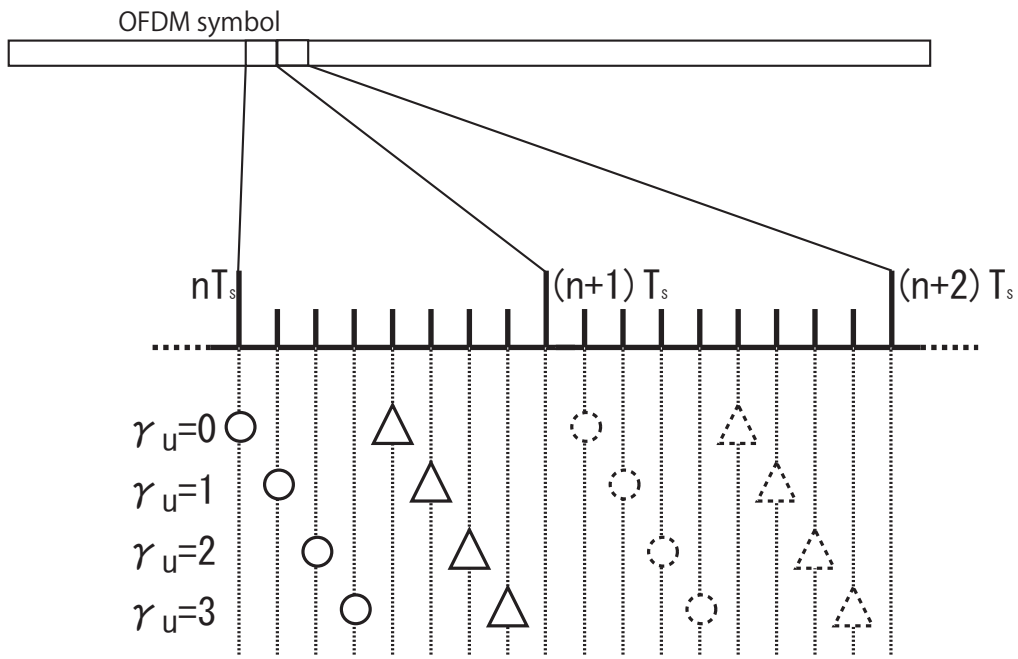 OFDM symbol
nTs (n+1) Ts (n+2) Ts
γu=0
γu=1
γu=2
γu=3